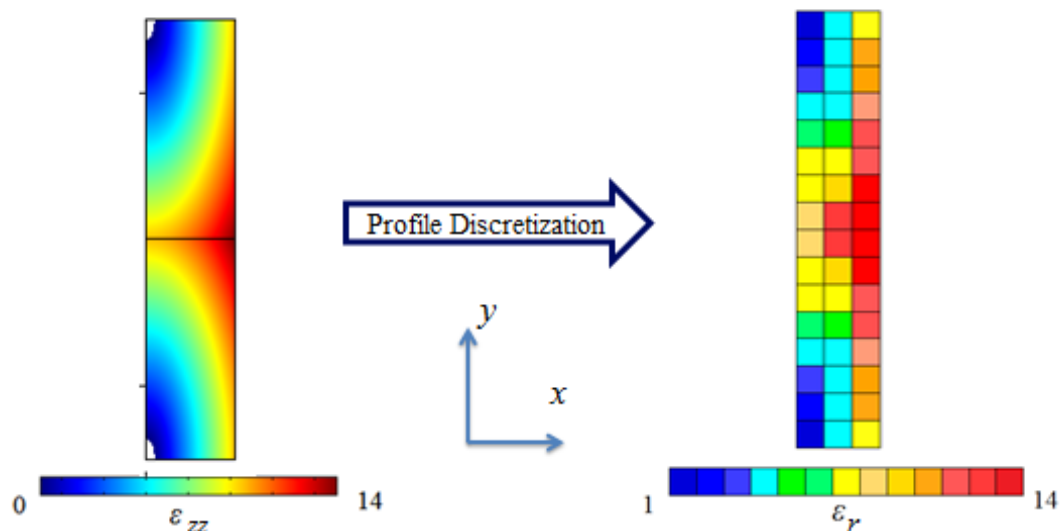 Profile Discretization
y
x
0 14
ε_zz
1 14
ε_r